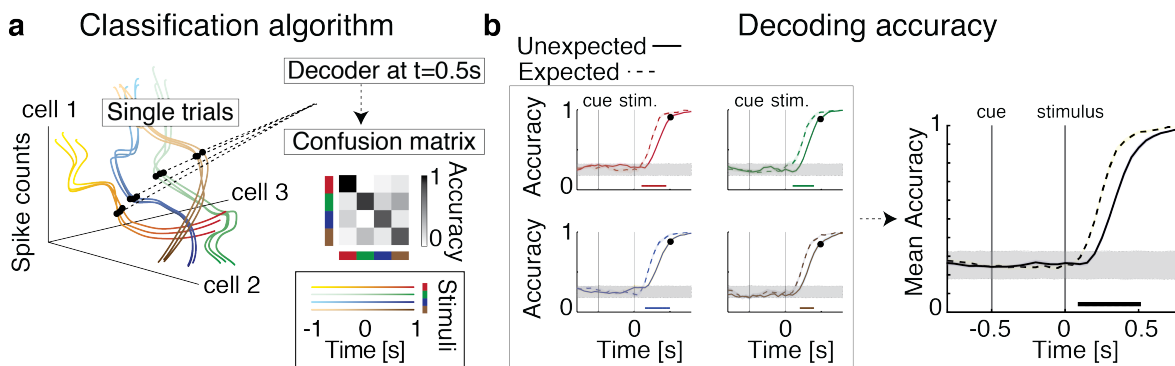 a Classification algorithm
Decoder at t=0.5s
cell 1
Single trials
Confusion matrix
Spike counts
cell 3
cell 2
1
0
Accuracy
Stimuli
-1 0 1
Time [s]
b Decoding accuracy
Unexpected
Expected
cue stim.
cue stim.
1
0
Accuracy
1
0
1
0
Accuracy
1
0
0
Time [s]
0
Time [s]
cue stimulus
1
0
Mean Accuracy
-0.5 0 0.5
Time [s]